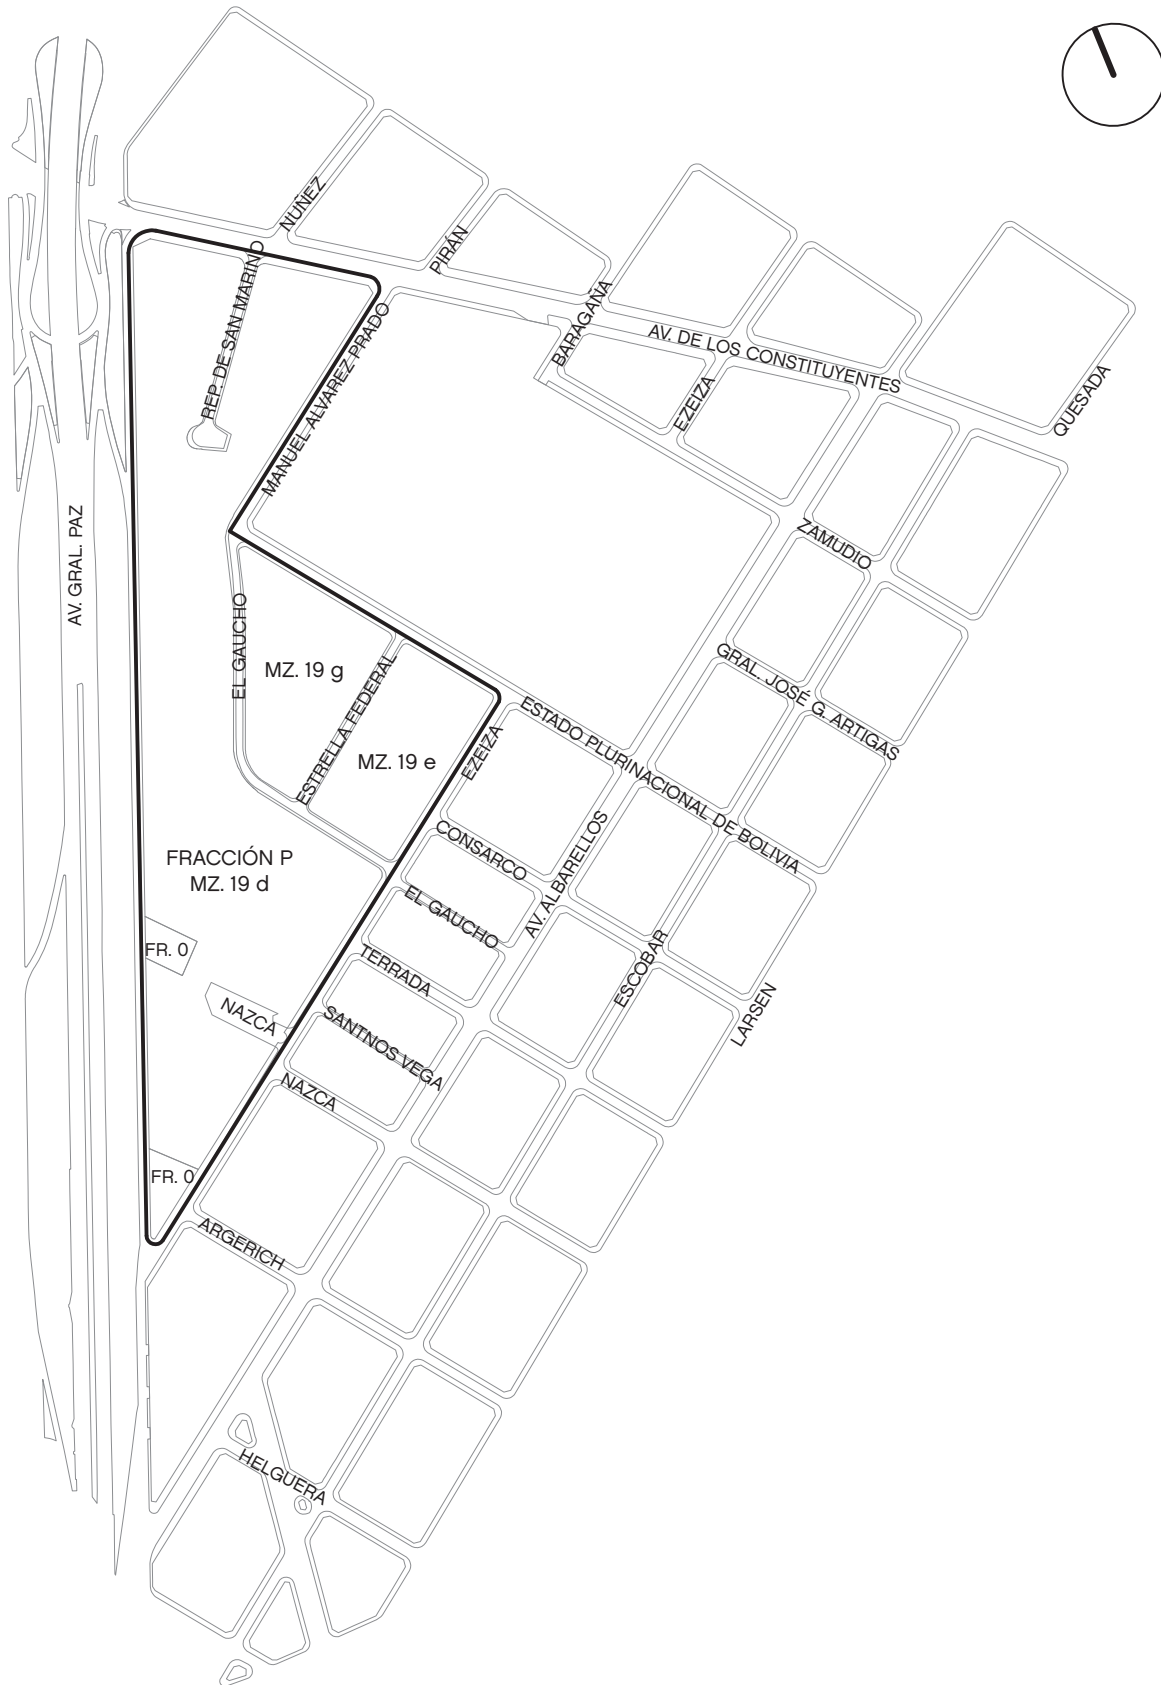 NUÑEZ
PIRÁN
REP. DE SAN MARINO
BARAGAÑA
MANUEL ALVAREZ PRADO
AV. DE LOS CONSTITUYENTES
EZEIZA
QUESADA
AV. GRAL. PAZ
ZAMUDIO
EL GAUCHO
MZ. 19 g
ESTRELLA FEDERAL
GRAL. JOSÉ G. ARTIGAS
ESTADO PLURINACIONAL DE BOLIVIA
EZEIZA
MZ. 19 e
CONSARCO
AV. ALBARELLOS
FRACCIÓN P
MZ. 19 d
EL GAUCHO
FR. 0
TERRADA
ESCOBAR
NAZCA
SANTNOS VEGA
LARSEN
NAZCA
FR. 0
ARGERICH
HELGUERA